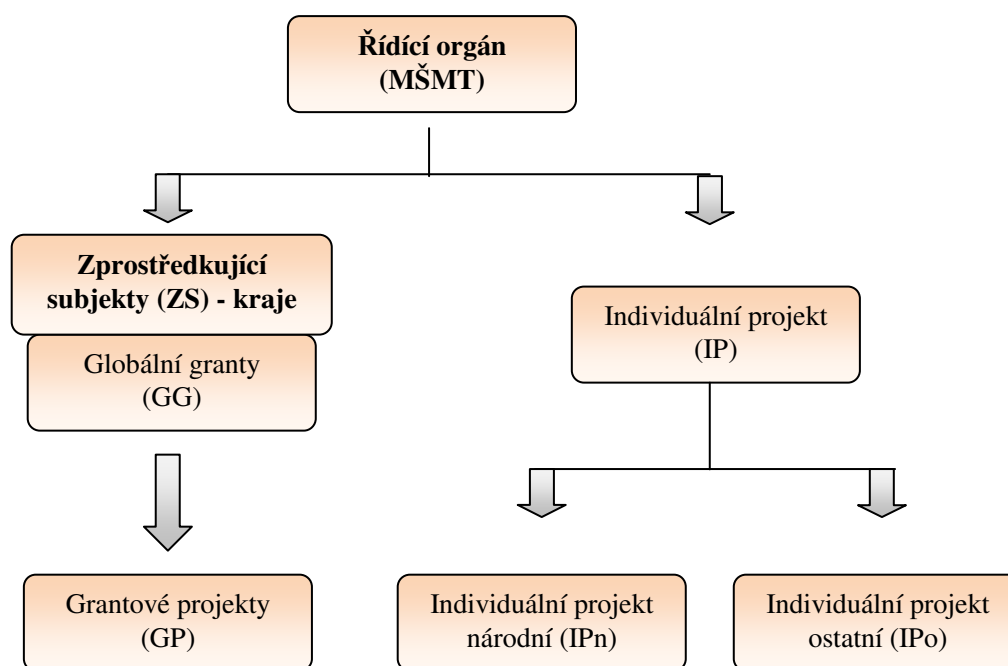 Řídící orgán
(MŠMT)
Zprostředkující
subjekty (ZS) - kraje
Globální granty
(GG)
Individuální projekt
(IP)
Grantové projekty
(GP)
Individuální projekt
národní (IPn)
Individuální projekt
ostatní (IPo)